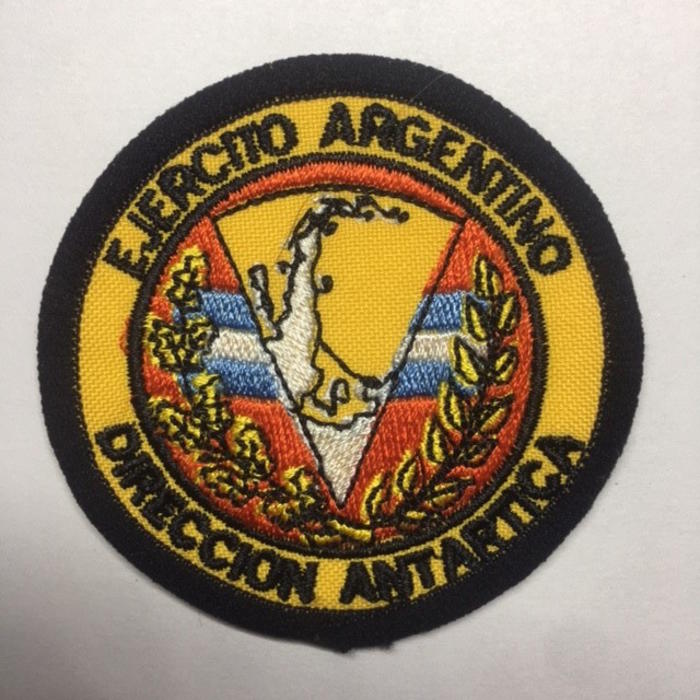 EJERCITO ARGENTINO
DIRECCION ANTARTICA